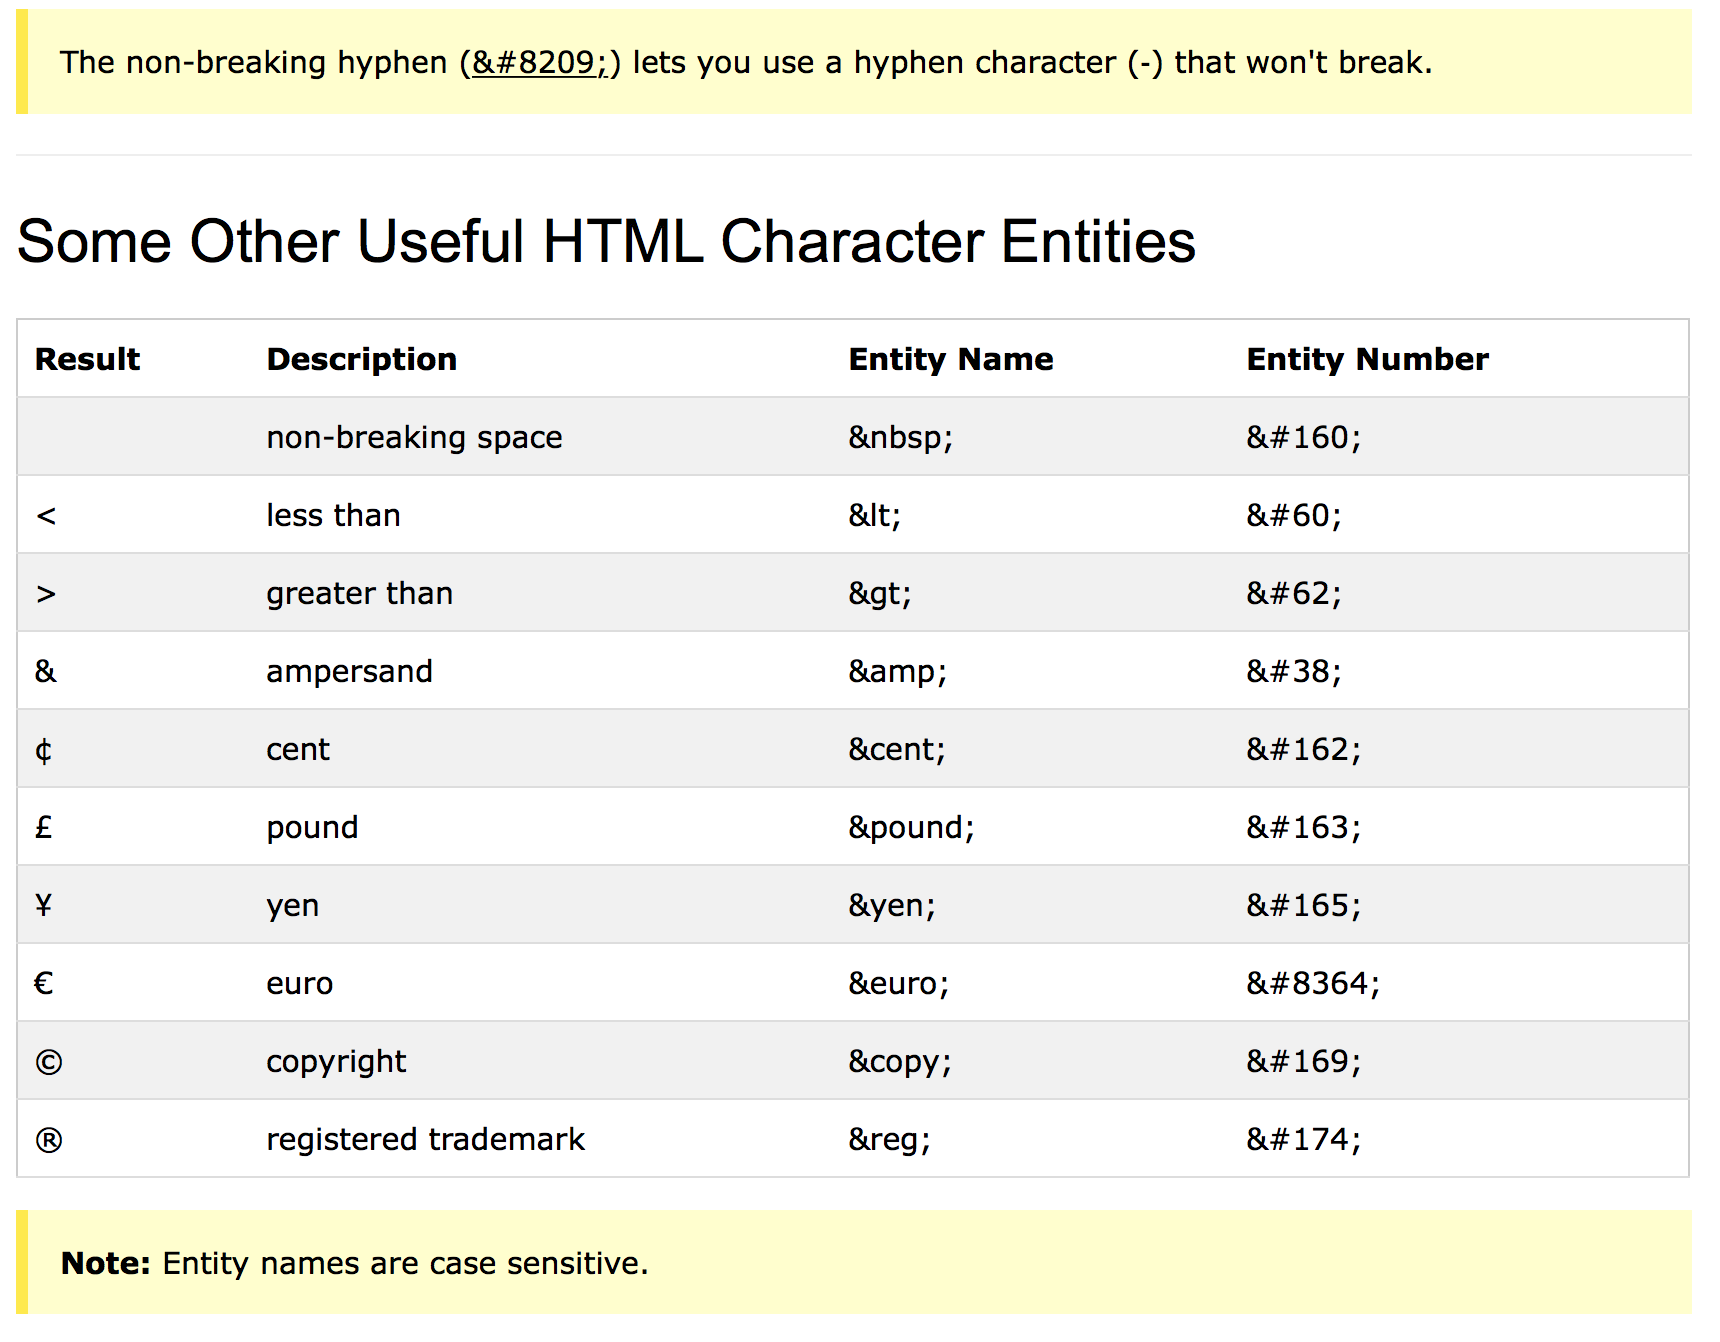 The non-breaking hyphen (&#8209;) lets you use a hyphen character (-) that won't break.
Some Other Useful HTML Character Entities
Result Description Entity Name Entity Number
non-breaking space &nbsp; &#160;
< less than &lt; &#60;
> greater than &gt; &#62;
& ampersand &amp; &#38;
¢ cent &cent; &#162;
£ pound &pound; &#163;
¥ yen &yen; &#165;
€ euro &euro; &#8364;
© copyright &copy; &#169;
® registered trademark &reg; &#174;
Note: Entity names are case sensitive.